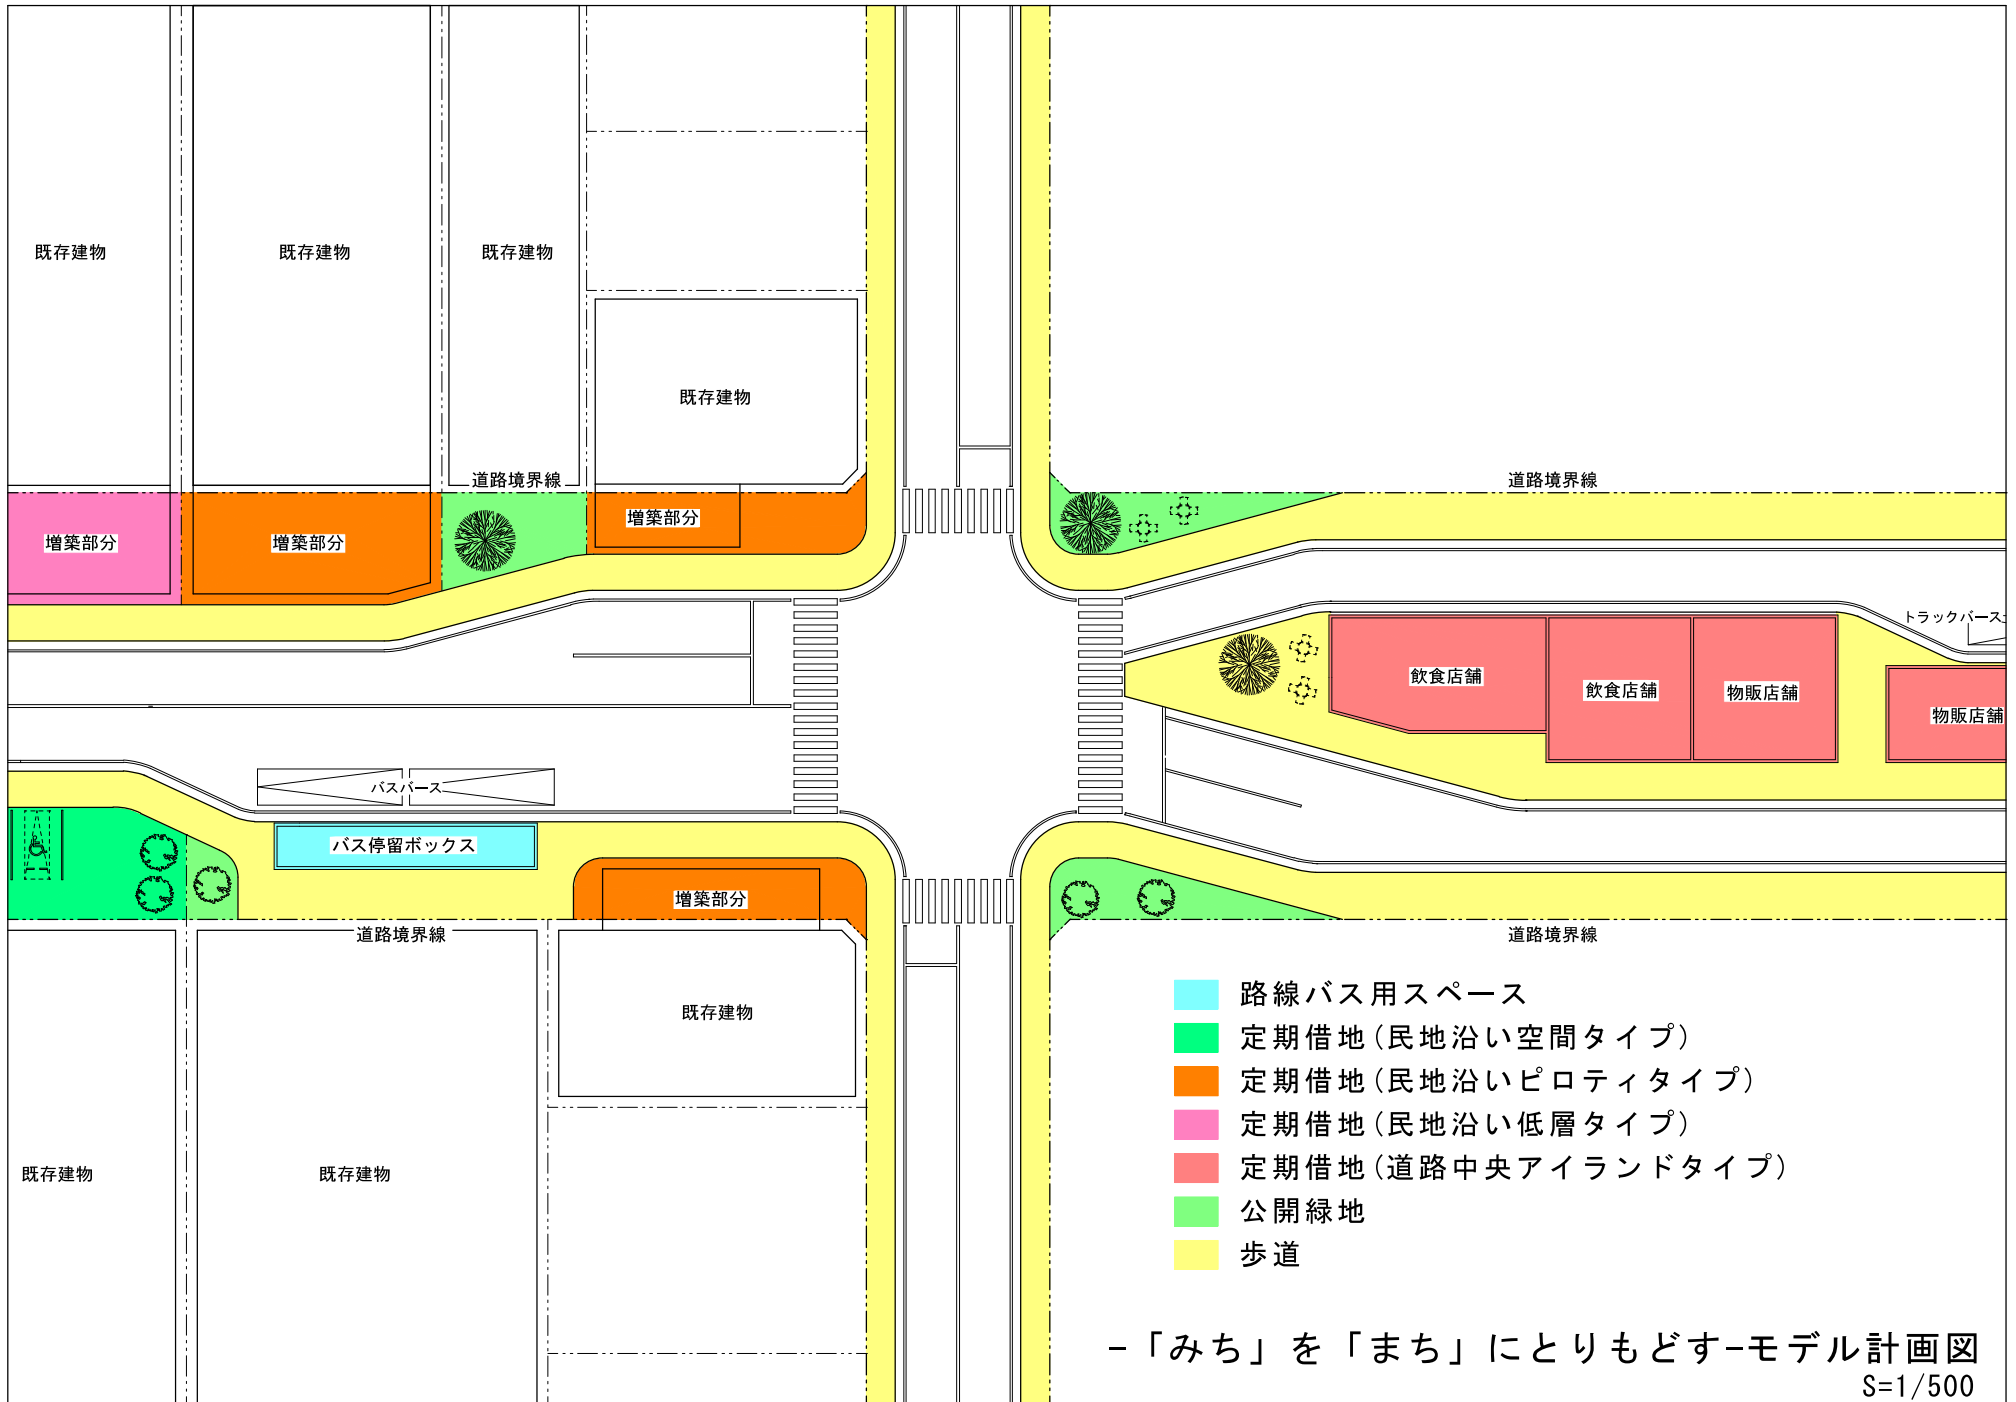 既存建物
既存建物
既存建物
既存建物
道路境界線
道路境界線
増築部分
増築部分
増築部分
トラックバース
飲食店舗
飲食店舗
物販店舗
物販店舗
バスバース
バス停留ボックス
増築部分
道路境界線
道路境界線
既存建物
既存建物
既存建物
路線バス用スペース
定期借地(民地沿い空間タイプ)
定期借地(民地沿いピロティタイプ)
定期借地(民地沿い低層タイプ)
定期借地(道路中央アイランドタイプ)
公開緑地
歩道
-「みち」を「まち」にとりもどす-モデル計画図
S=1/500